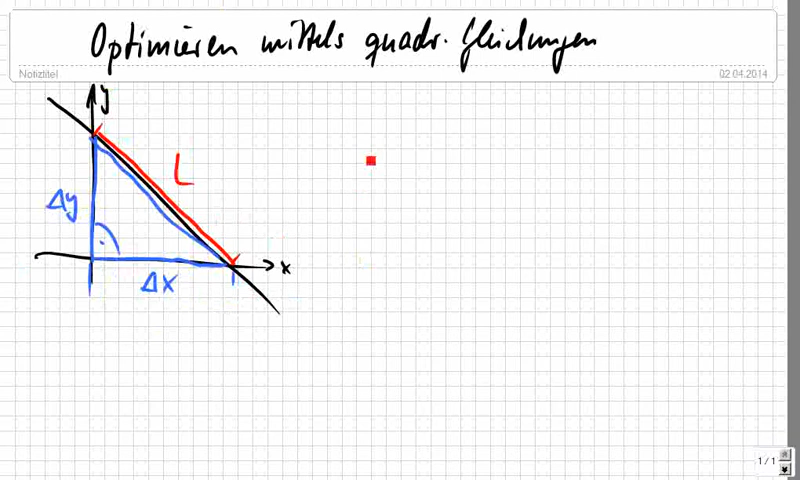 Optimieren mittels quadr. Gleichungen
Notiztitel
02.04.2014
y
L
Δy
x
Δx
1/1